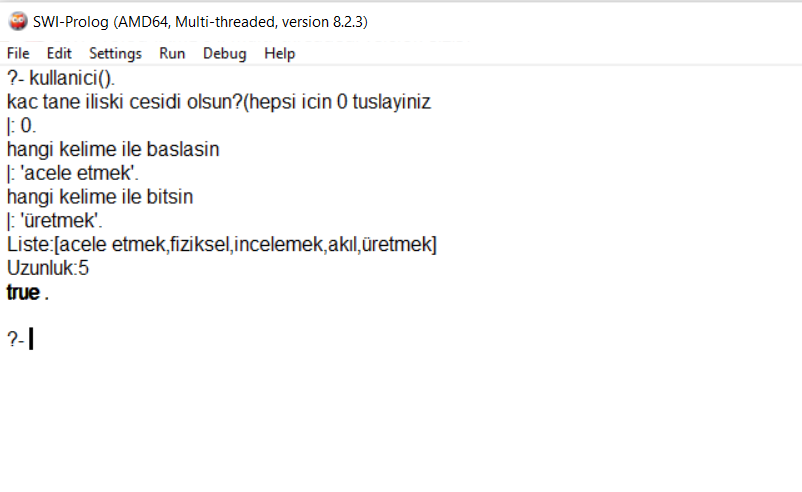 SWI-Prolog (AMD64, Multi-threaded, version 8.2.3)
File Edit Settings Run Debug Help
?- kullanici().
kac tane iliski cesidi olsun?(hepsi icin 0 tuslayiniz
|: 0.
hangi kelime ile baslasin
|: 'acele etmek'.
hangi kelime ile bitsin
|: 'üretmek'.
Liste:[acele etmek,fiziksel,incelemek,akıl,üretmek]
Uzunluk:5
true .
?-